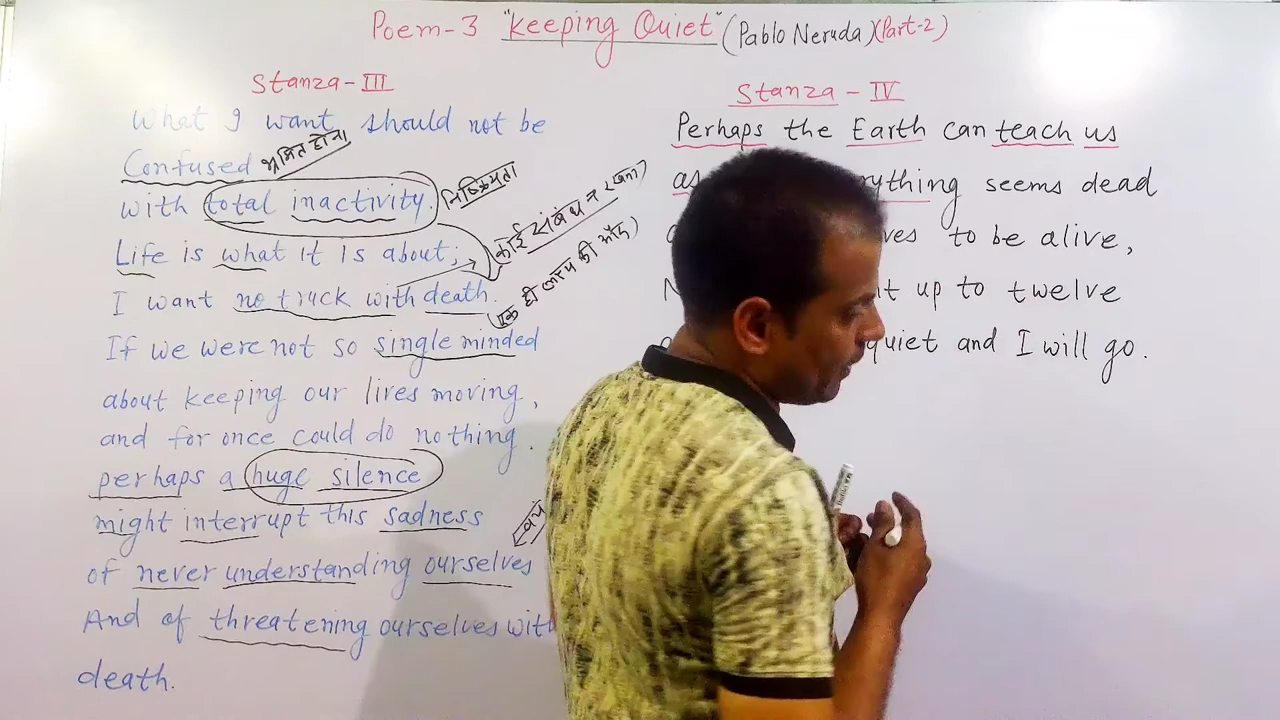 Poem-3 "Keeping Quiet" (Pablo Neruda) (Part-2)
Stanza-III
What I want should not be
Confused भ्रमित होना
with total inactivity. निष्क्रियता
Life is what it is about; कोई संबंध न रखना)
I want no truck with death.
If we were not so single minded
about keeping our lives moving,
and for once could do nothing.
perhaps a huge silence
might interrupt this sadness
of never understanding ourselves
And of threatening ourselves with
death.
Stanza - IV
Perhaps the Earth can teach us
as seems dead
to be alive,
up to twelve
quiet and I will go.